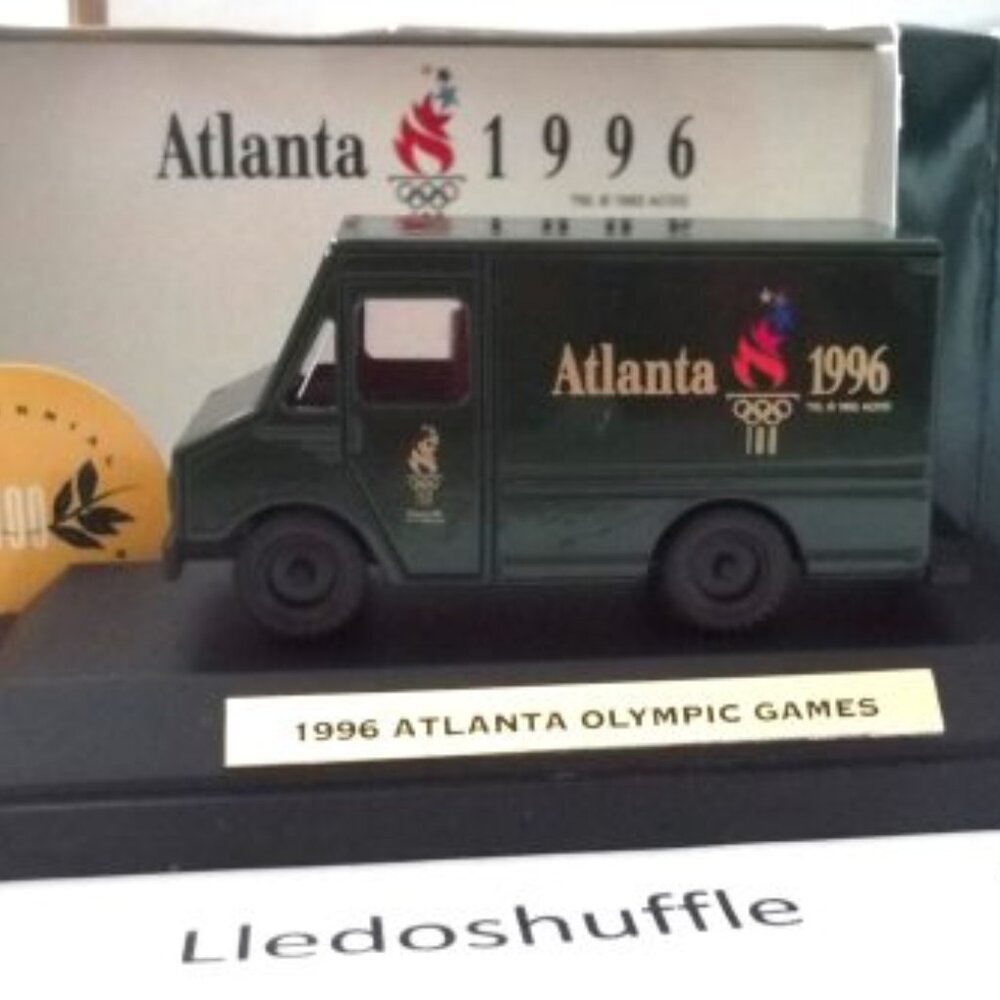 Atlanta 1996
Atlanta 1996
1996 ATLANTA OLYMPIC GAMES
Lledoshuffle